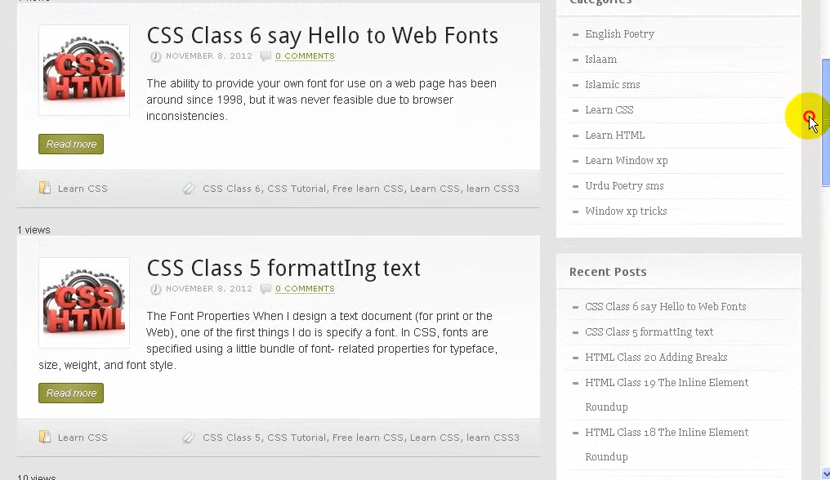 CSS Class 6 say Hello to Web Fonts
NOVEMBER 8, 2012 0 COMMENTS
CSS
HTML
The ability to provide your own font for use on a web page has been
around since 1998, but it was never feasible due to browser
inconsistencies.
Read more
Learn CSS CSS Class 6, CSS Tutorial, Free learn CSS, Learn CSS, learn CSS3
1 views
CSS Class 5 formattIng text
NOVEMBER 8, 2012 0 COMMENTS
CSS
HTML
The Font Properties When I design a text document (for print or the
Web), one of the first things I do is specify a font. In CSS, fonts are
specified using a little bundle of font- related properties for typeface,
size, weight, and font style.
Read more
Learn CSS CSS Class 5, CSS Tutorial, Free learn CSS, Learn CSS, learn CSS3
10 views
Categories
English Poetry
Islaam
Islamic sms
Learn CSS
Learn HTML
Learn Window xp
Urdu Poetry sms
Window xp tricks
Recent Posts
CSS Class 6 say Hello to Web Fonts
CSS Class 5 formattIng text
HTML Class 20 Adding Breaks
HTML Class 19 The Inline Element
Roundup
HTML Class 18 The Inline Element
Roundup